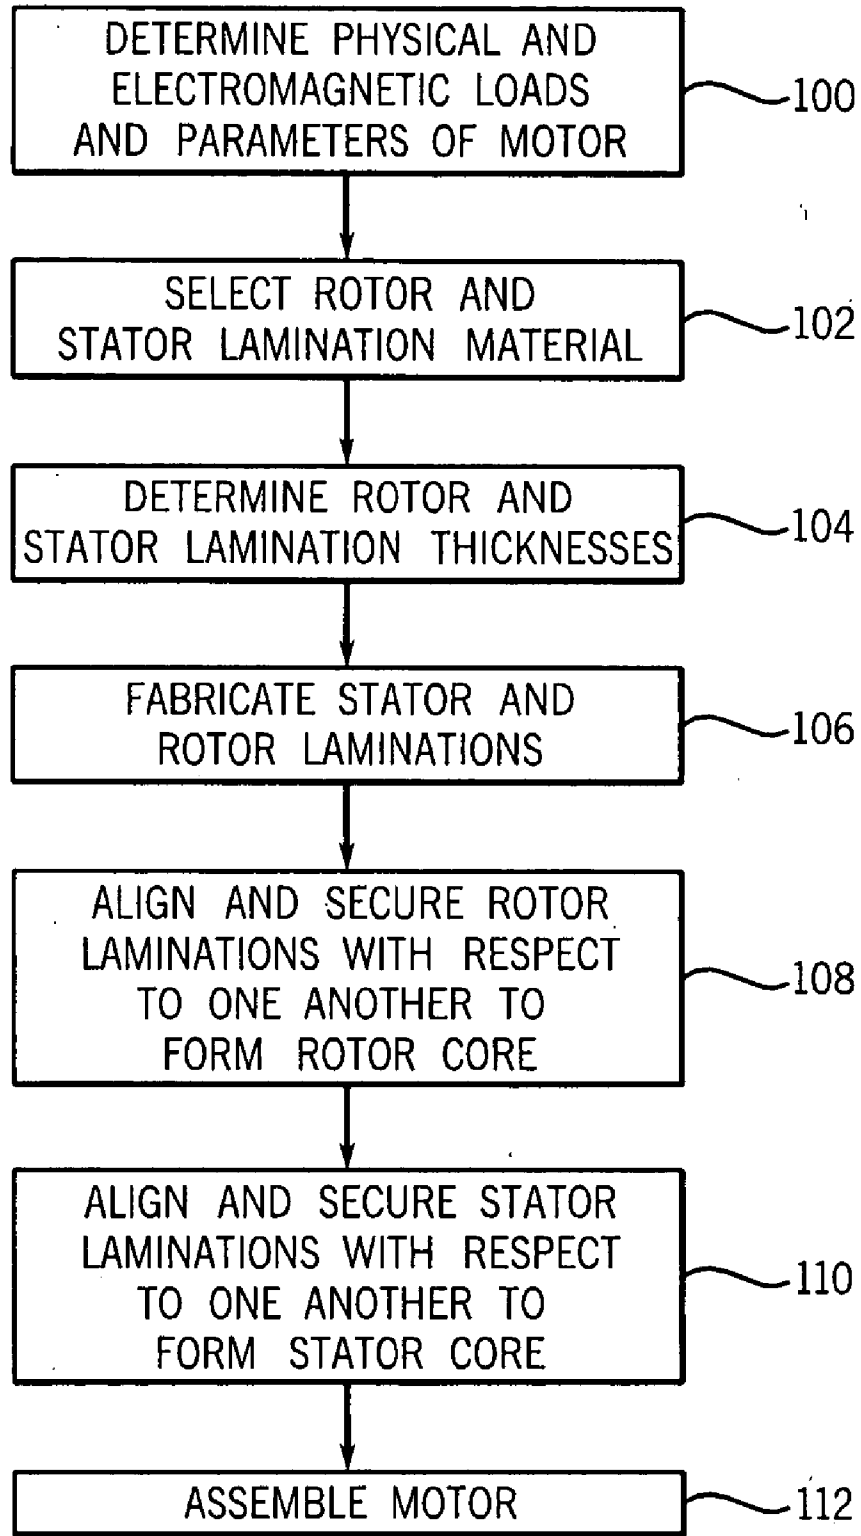 DETERMINE PHYSICAL AND
ELECTROMAGNETIC LOADS
AND PARAMETERS OF MOTOR
100
SELECT ROTOR AND
STATOR LAMINATION MATERIAL
102
DETERMINE ROTOR AND
STATOR LAMINATION THICKNESSES
104
FABRICATE STATOR AND
ROTOR LAMINATIONS
106
ALIGN AND SECURE ROTOR
LAMINATIONS WITH RESPECT
TO ONE ANOTHER TO
FORM ROTOR CORE
108
ALIGN AND SECURE STATOR
LAMINATIONS WITH RESPECT
TO ONE ANOTHER TO
FORM STATOR CORE
110
ASSEMBLE MOTOR
112